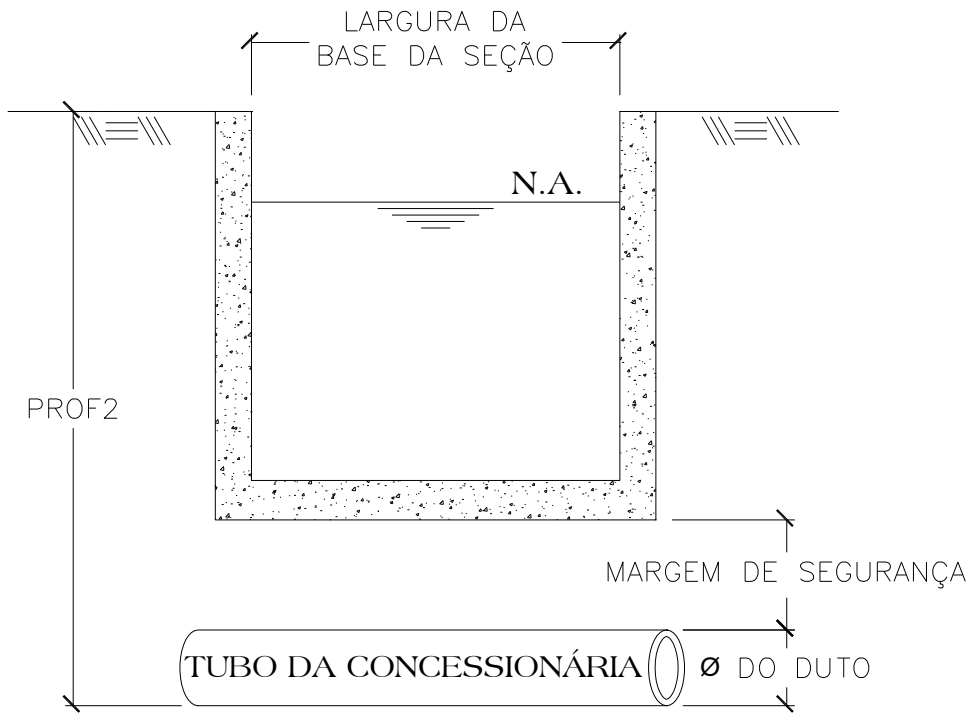 LARGURA DA
BASE DA SEÇÃO
N.A.
PROF2
MARGEM DE SEGURANÇA
TUBO DA CONCESSIONÁRIA
Ø DO DUTO